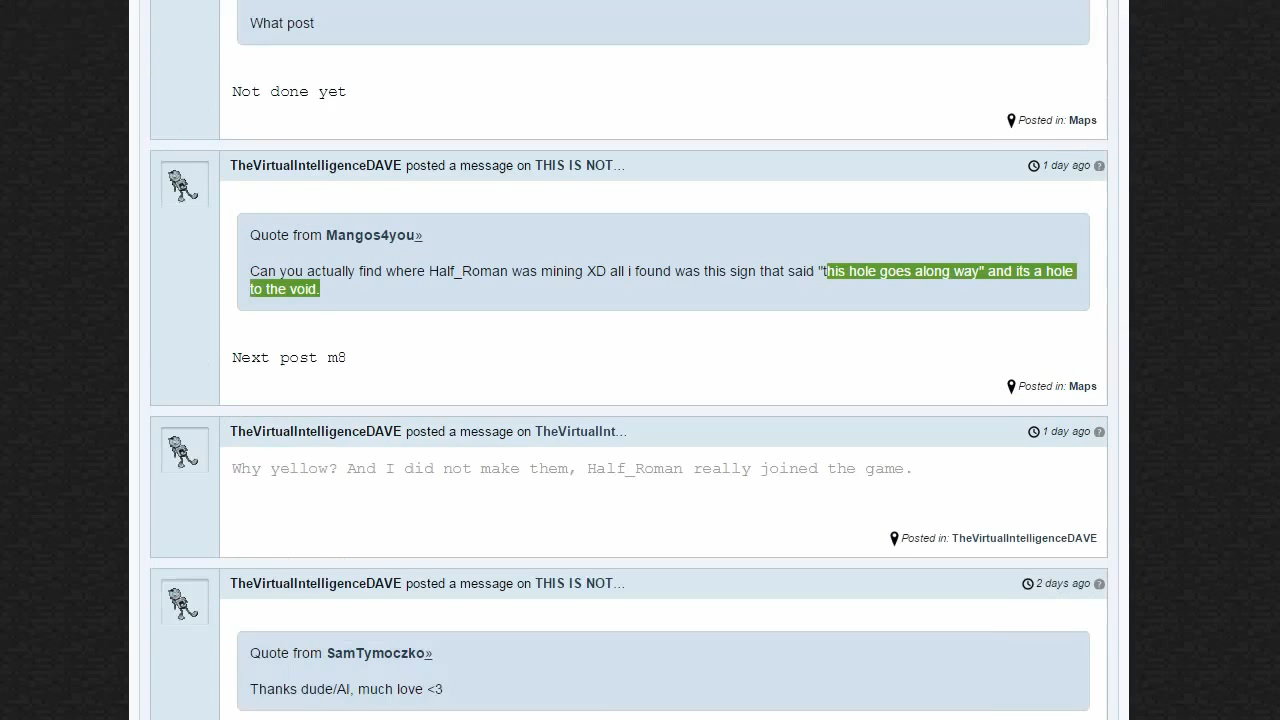 What post
Not done yet
Posted in: Maps
TheVirtualIntelligenceDAVE posted a message on THIS IS NOT...
1 day ago ?
Quote from Mangos4you»
Can you actually find where Half_Roman was mining XD all i found was this sign that said "this hole goes along way" and its a hole
to the void.
Next post m8
Posted in: Maps
TheVirtualIntelligenceDAVE posted a message on TheVirtualInt...
1 day ago ?
Why yellow? And I did not make them, Half_Roman really joined the game.
Posted in: TheVirtualIntelligenceDAVE
TheVirtualIntelligenceDAVE posted a message on THIS IS NOT...
2 days ago ?
Quote from SamTymoczko»
Thanks dude/AI, much love <3